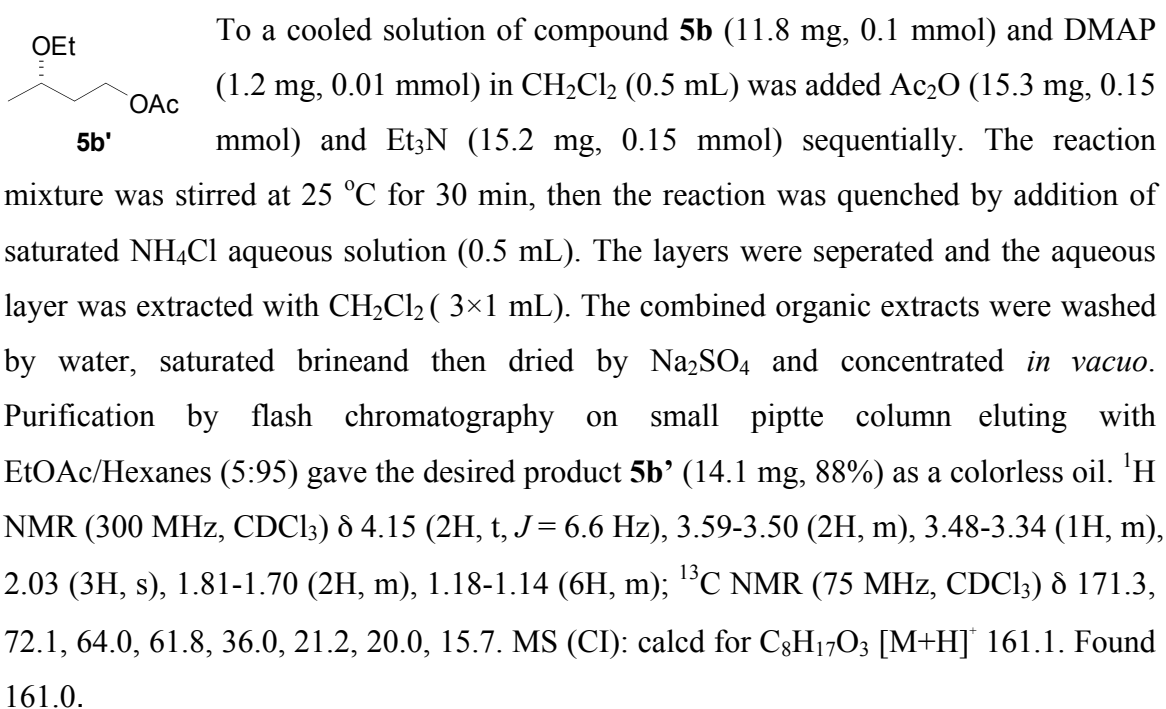 OEt
OAc
5b'
To a cooled solution of compound 5b (11.8 mg, 0.1 mmol) and DMAP
(1.2 mg, 0.01 mmol) in CH₂Cl₂ (0.5 mL) was added Ac₂O (15.3 mg, 0.15
mmol) and Et₃N (15.2 mg, 0.15 mmol) sequentially. The reaction
mixture was stirred at 25 °C for 30 min, then the reaction was quenched by addition of
saturated NH₄Cl aqueous solution (0.5 mL). The layers were seperated and the aqueous
layer was extracted with CH₂Cl₂ ( 3×1 mL). The combined organic extracts were washed
by water, saturated brineand then dried by Na₂SO₄ and concentrated in vacuo.
Purification by flash chromatography on small piptte column eluting with
EtOAc/Hexanes (5:95) gave the desired product 5b’ (14.1 mg, 88%) as a colorless oil. ¹H
NMR (300 MHz, CDCl₃) δ 4.15 (2H, t, J = 6.6 Hz), 3.59-3.50 (2H, m), 3.48-3.34 (1H, m),
2.03 (3H, s), 1.81-1.70 (2H, m), 1.18-1.14 (6H, m); ¹³C NMR (75 MHz, CDCl₃) δ 171.3,
72.1, 64.0, 61.8, 36.0, 21.2, 20.0, 15.7. MS (CI): calcd for C₈H₁₇O₃ [M+H]⁺ 161.1. Found
161.0.